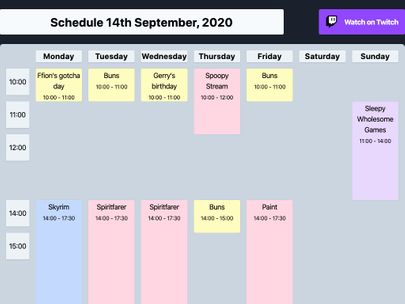 Schedule 14th September, 2020
Watch on Twitch
Monday Tuesday Wednesday Thursday Friday Saturday Sunday
10:00
Ffion's gotcha
day
10:00 - 11:00
Buns
10:00 - 11:00
Gerry's
birthday
10:00 - 11:00
Spoopy
Stream
10:00 - 12:00
Buns
10:00 - 11:00
11:00
Sleepy
Wholesome
Games
11:00 - 14:00
12:00
14:00
Skyrim
14:00 - 17:30
Spiritfarer
14:00 - 17:30
Spiritfarer
14:00 - 17:30
Buns
14:00 - 15:00
Paint
14:00 - 17:30
15:00